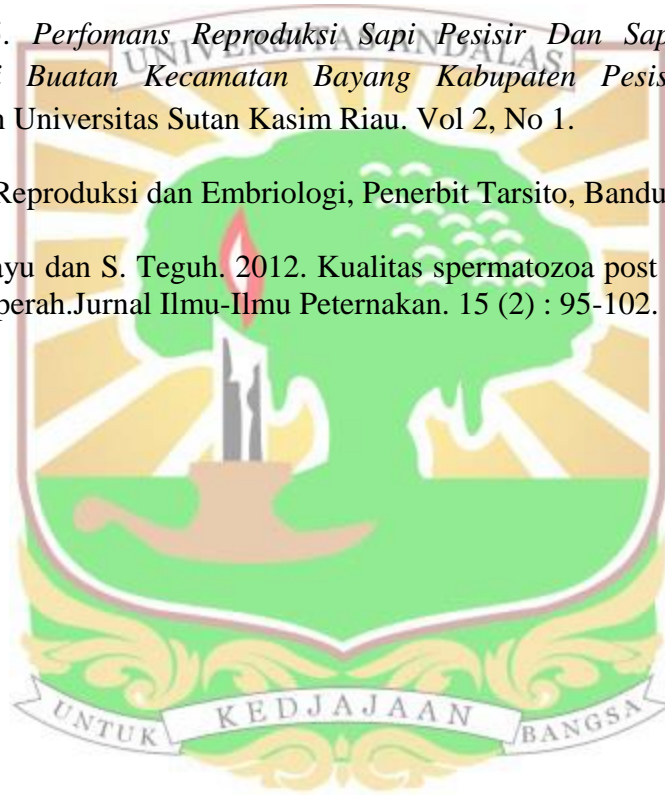 . Perfomans Reproduksi Sapi Pesisir Dan Sap
UNIVERSITAS ANDALAS
Buatan Kecamatan Bayang Kabupaten Pesis
n Universitas Sutan Kasim Riau. Vol 2, No 1.
Reproduksi dan Embriologi, Penerbit Tarsito, Bandu
ayu dan S. Teguh. 2012. Kualitas spermatozoa post
perah.Jurnal Ilmu-Ilmu Peternakan. 15 (2) : 95-102.
UNTUK KEDJAJAAN BANGSA